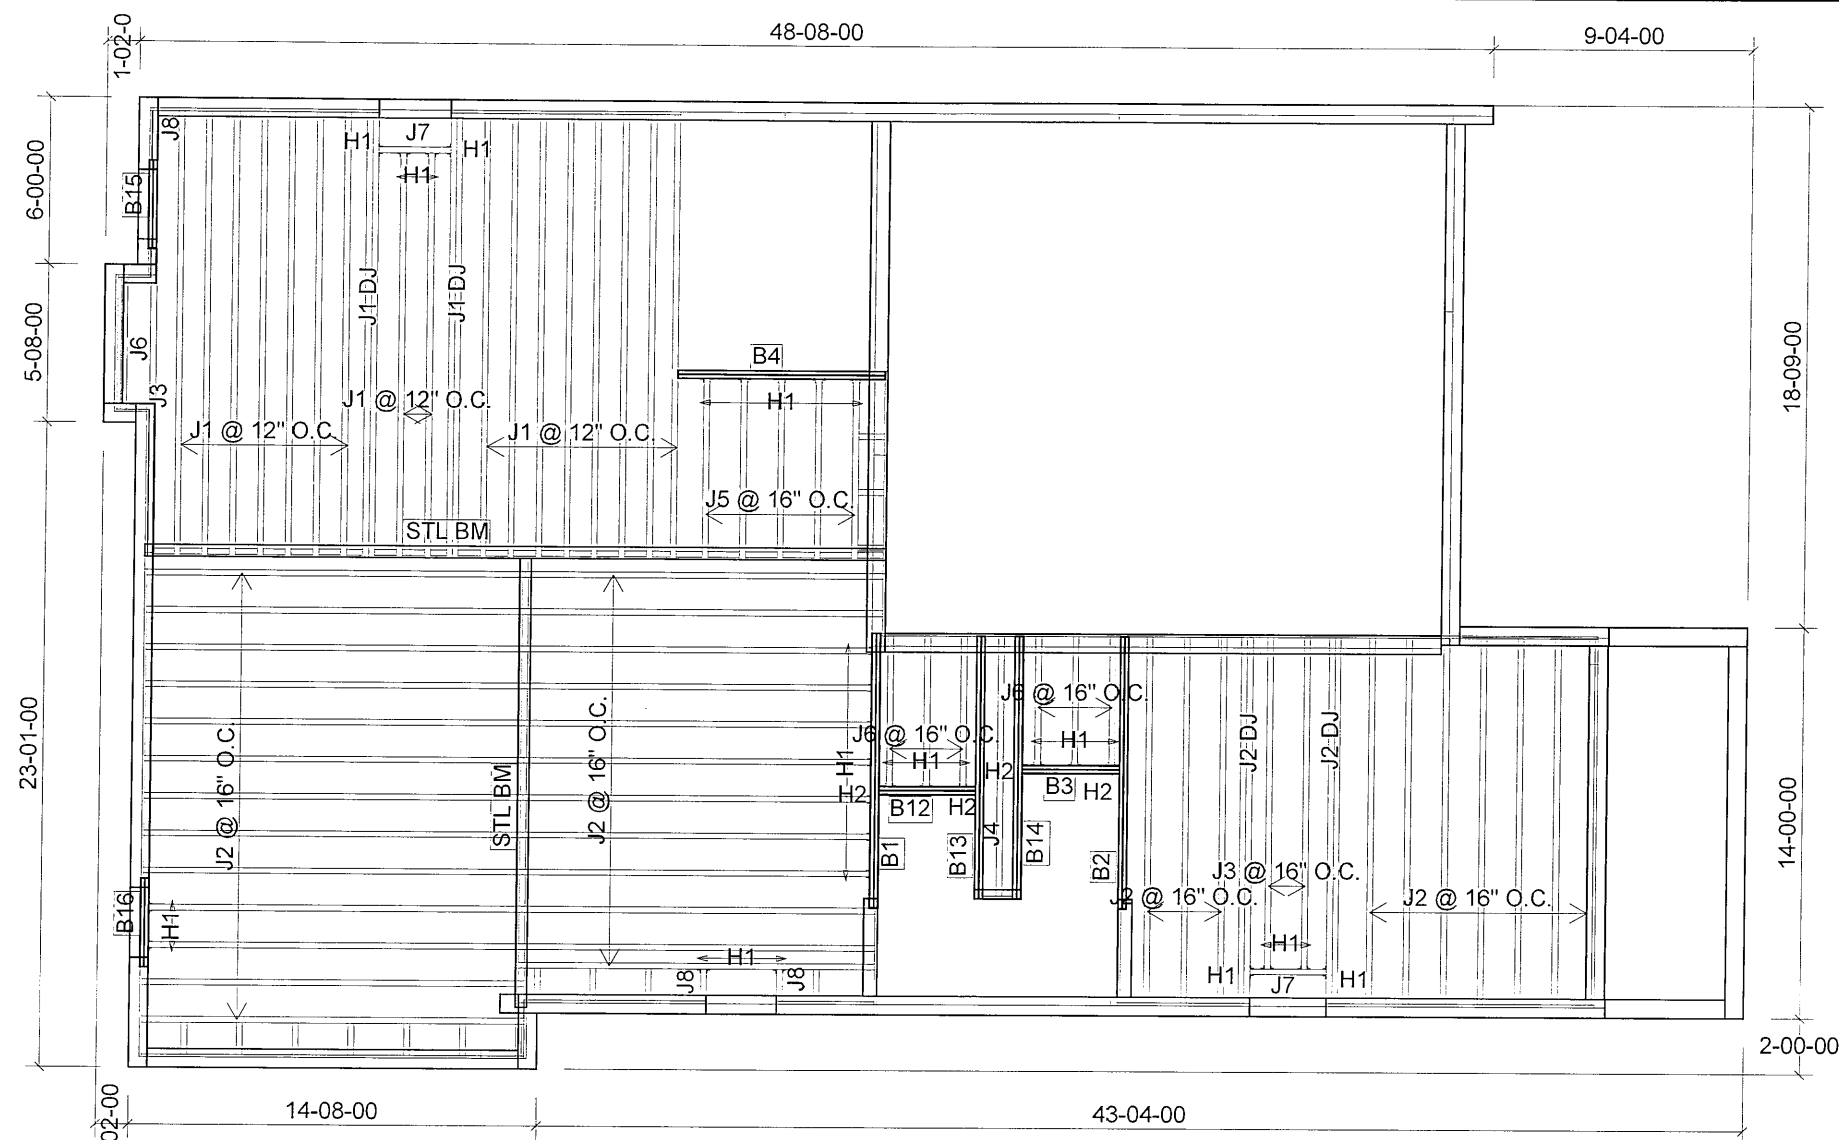 48-08-00
9-04-00
1-02-0
6-00-00
5-08-00
23-01-00
18-09-00
14-00-00
2-00-00
02-00
14-08-00
43-04-00
J8
H1
J7
H1
H1
B15
J1 DJ
J1 DJ
J6
J3
B4
H1
J1 @ 12" O.C.
J1 @ 12" O.C.
J1 @ 12" O.C.
J5 @ 16" O.C.
STL BM
J2 @ 16" O.C.
STL BM
J2 @ 16" O.C.
H1
H2
J6 @ 16" O.C.
H1
B12
H2
B1
B13
H2
J4
J6 @ 16" O.C.
H1
B3
H2
B14
B2
J2 DJ
J2 DJ
J3 @ 16" O.C.
J2 @ 16" O.C.
J2 @ 16" O.C.
H1
H1
J7
H1
B16
H1
H1
J8
J8